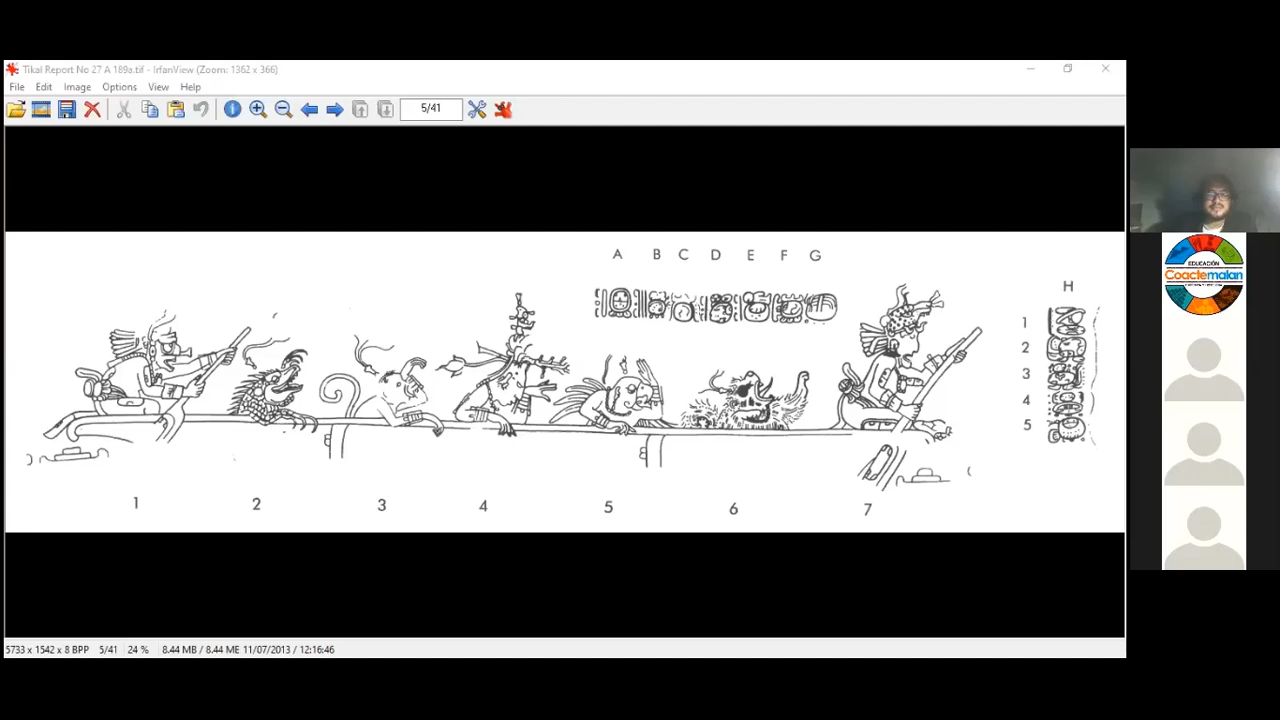 Tikal Report No 27 A 189a.tif - IrfanView (Zoom: 1362 x 366)
File Edit Image Options View Help
5/41
A B C D E F G
H
1
2
3
4
5
1 2 3 4 5 6 7
5733 x 1542 x 8 BPP 5/41 24 % 8.44 MB / 8.44 ME 11/07/2013 / 12:16:46
EDUCACIÓN
Coactemalan